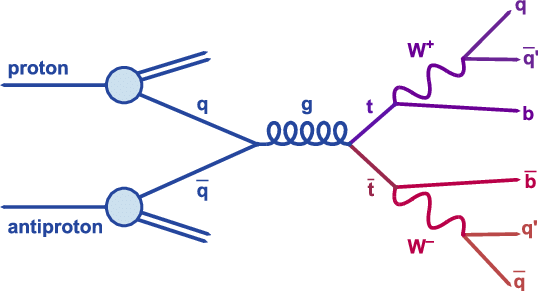 q
W⁺
q̅'
proton
q
g
t
b
q̅
t̅
b̅
antiproton
W⁻
q'
q̅